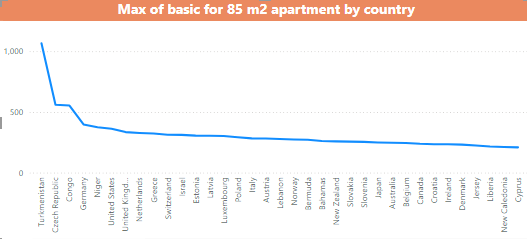 Max of basic for 85 m2 apartment by country
1,000
500
0
Turkmenistan
Czech Republic
Congo
Germany
Niger
United States
United Kingd...
Netherlands
Greece
Switzerland
Israel
Estonia
Latvia
Luxembourg
Poland
Italy
Austria
Lebanon
Norway
Bermuda
Bahamas
New Zealand
Slovakia
Slovenia
Japan
Australia
Belgium
Canada
Croatia
Ireland
Denmark
Jersey
Liberia
New Caledonia
Cyprus